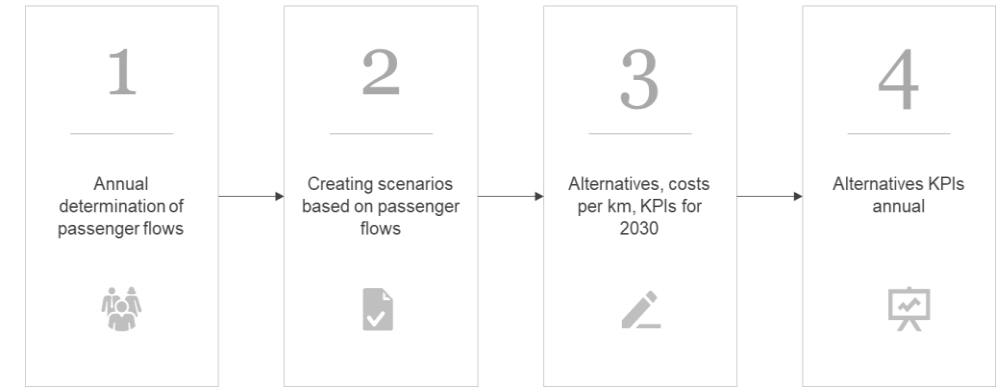 1
Annual
determination of
passenger flows
2
Creating scenarios
based on passenger
flows
3
Alternatives, costs
per km, KPIs for
2030
4
Alternatives KPIs
annual